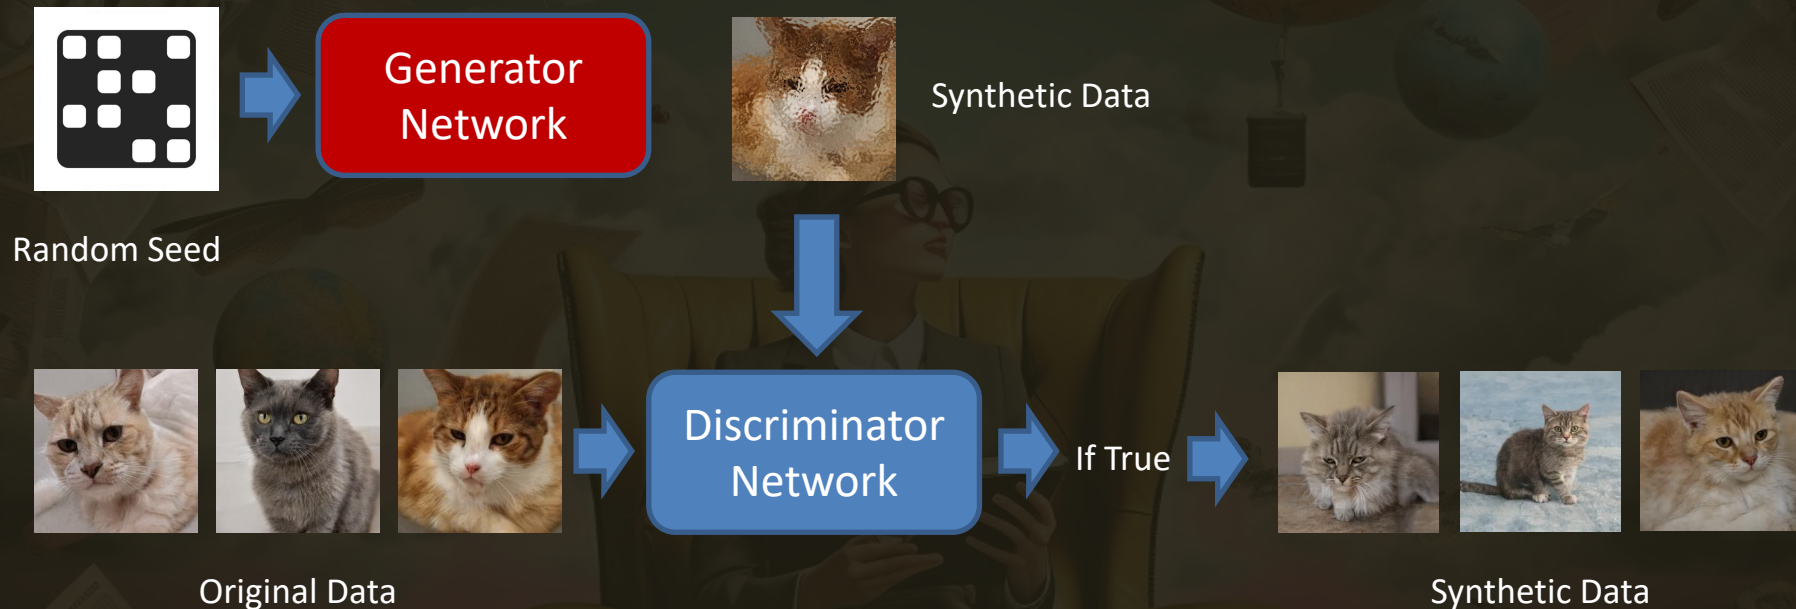 Generator
Network
Synthetic Data
Random Seed
Discriminator
Network
If True
Original Data
Synthetic Data